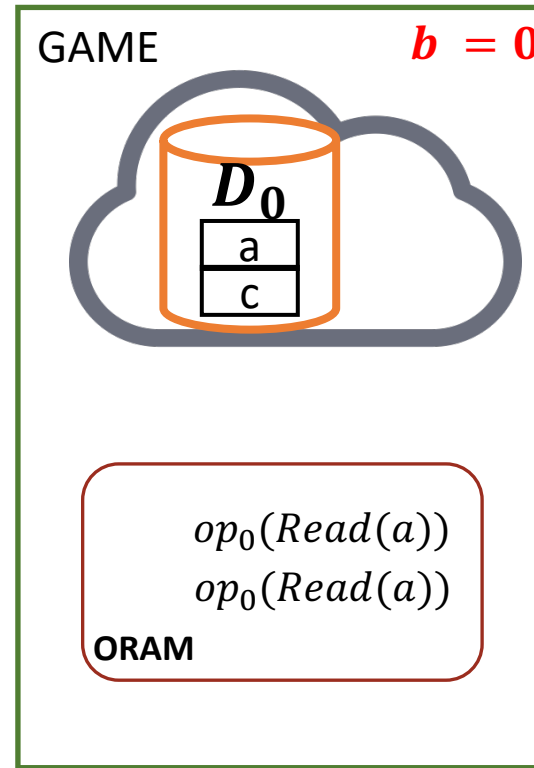 GAME b = 0
D₀
a
c
op₀(Read(a))
op₀(Read(a))
ORAM